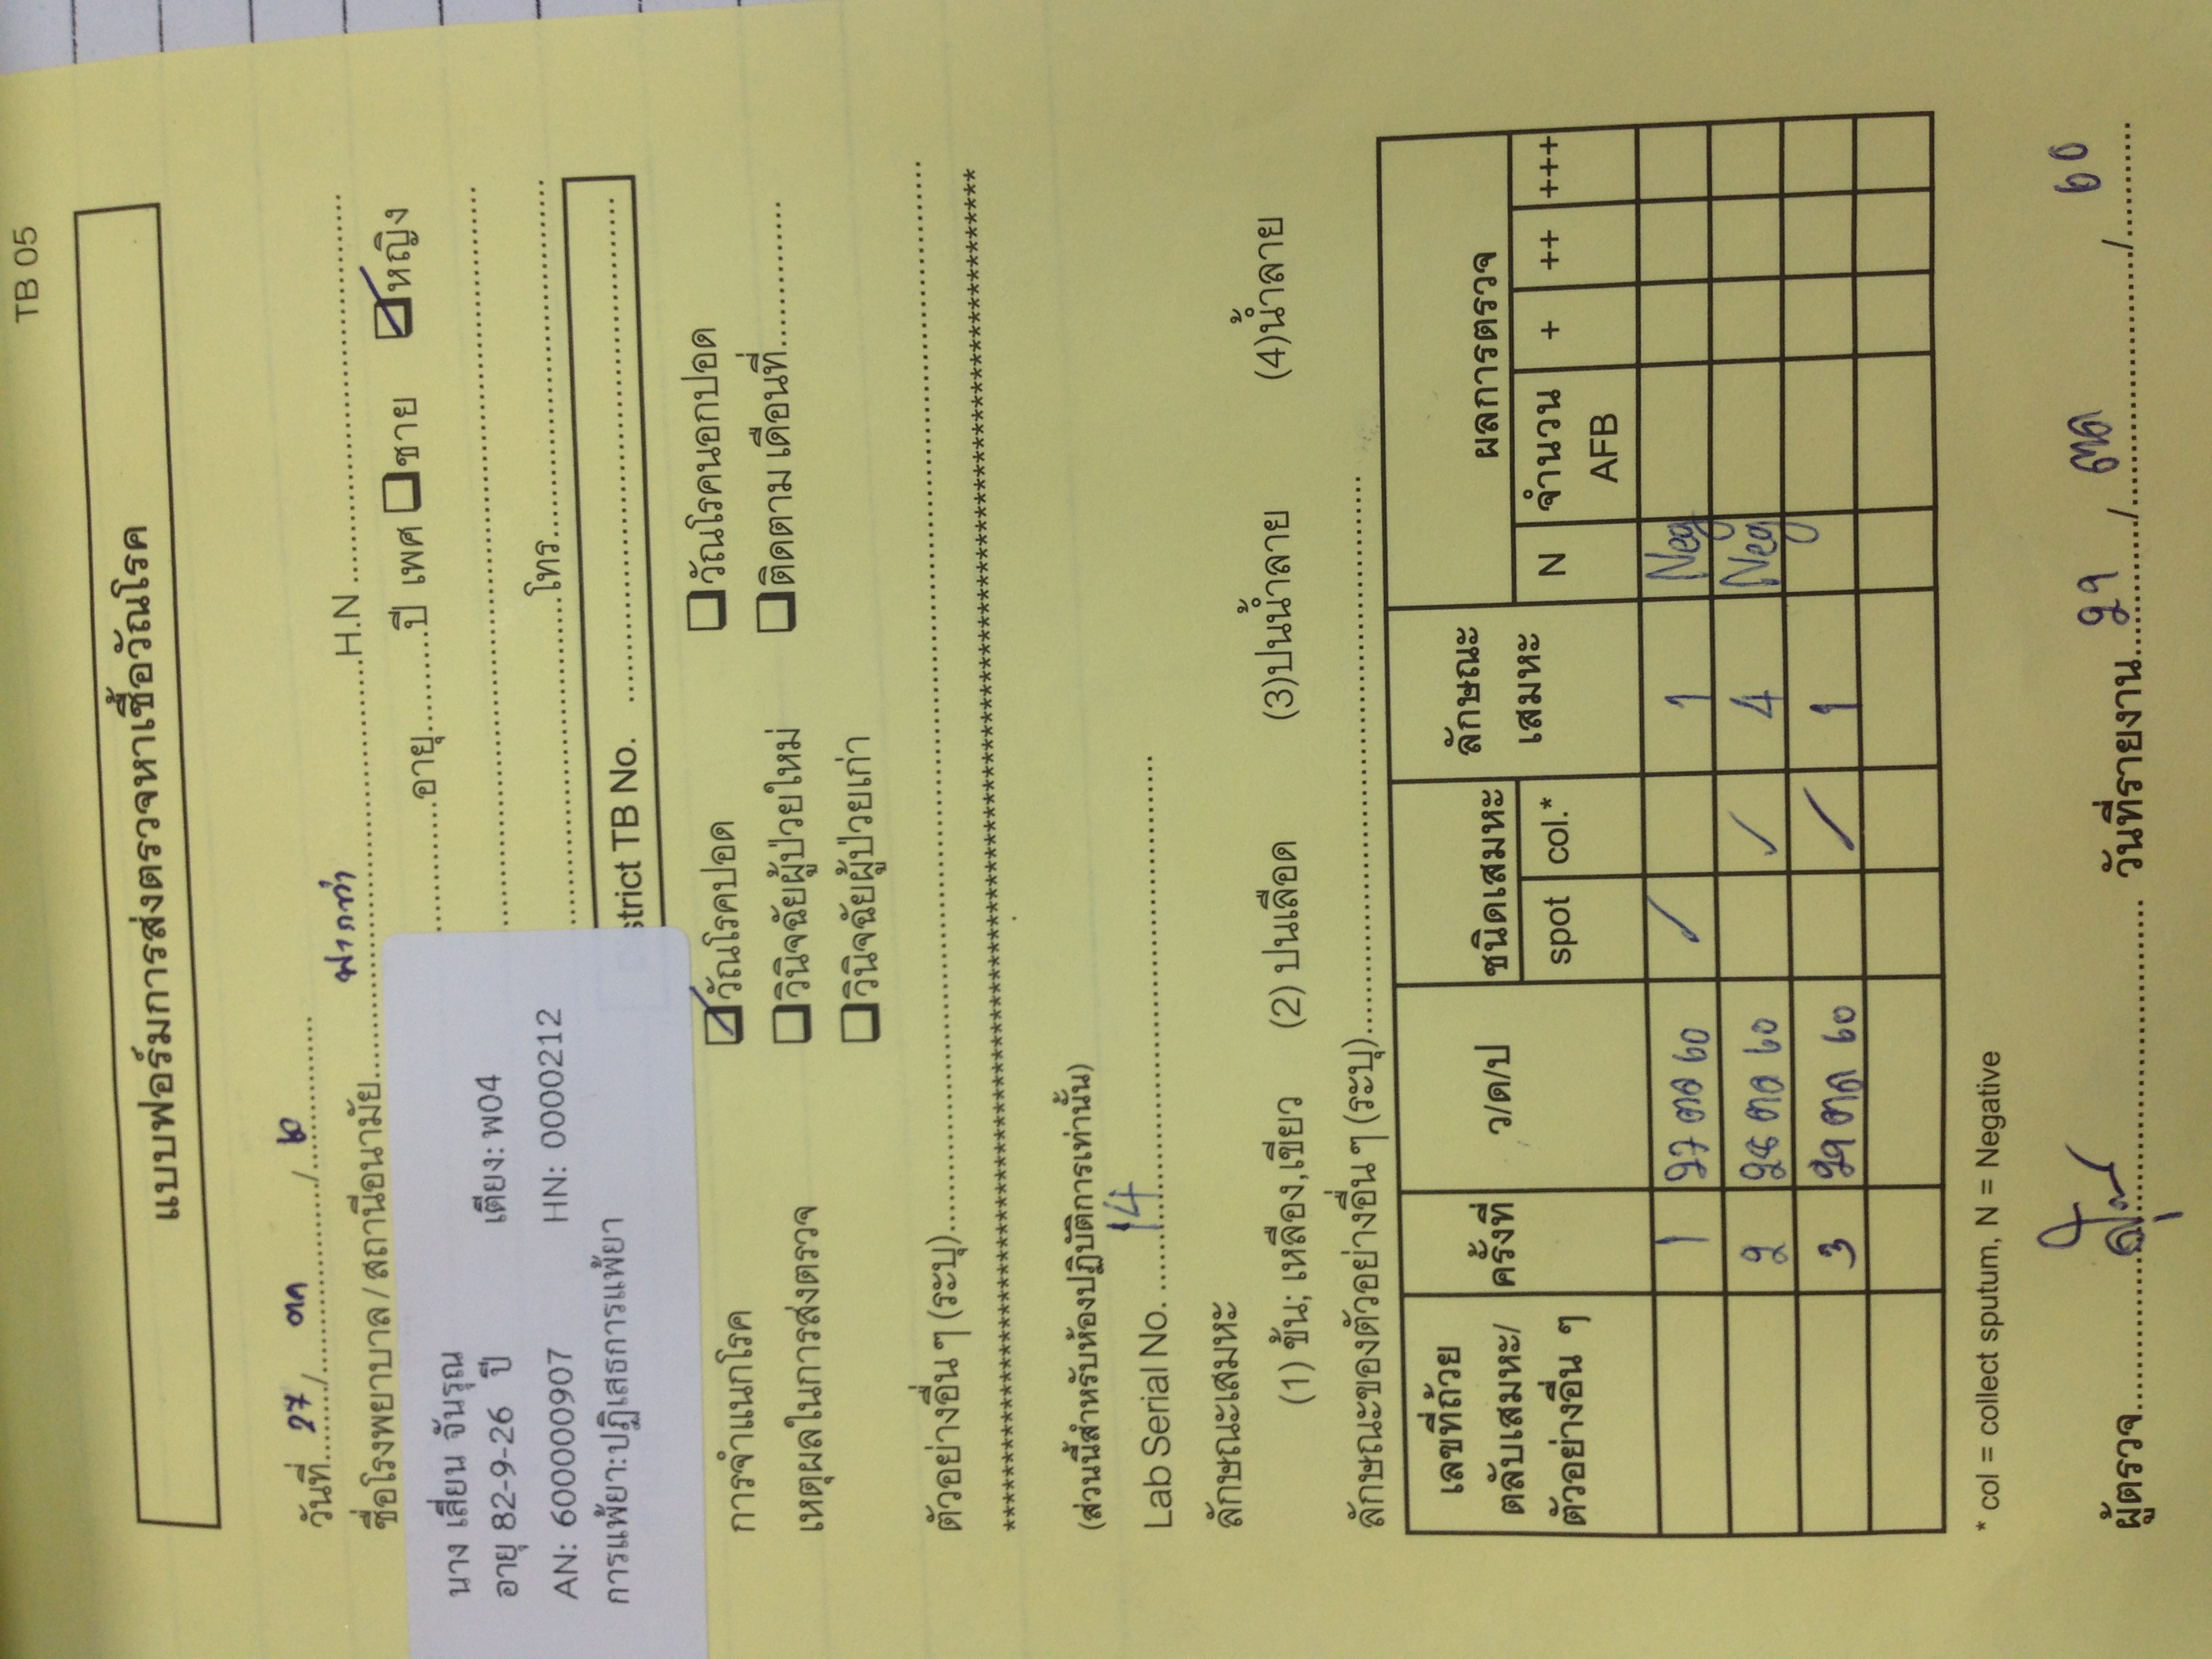 TB 05
แบบฟอร์มการส่งตรวจหาเชื้อวัณโรค
วันที่ 27 / ตค / 60
ชื่อโรงพยาบาล / สถานีอนามัย ฟากท่า H.N
อายุ ปี เพศ ชาย หญิง
นาง เสี่ยน จันรุณ
อายุ 82-9-26 ปี เตียง: พ04
AN: 600000907 HN: 0000212
การแพ้ยา:ปฏิเสธการแพ้ยา
โทร
strict TB No.
การจำแนกโรค วัณโรคปอด วัณโรคนอกปอด
เหตุผลในการส่งตรวจ วินิจฉัยผู้ป่วยใหม่ ติดตาม เดือนที่
วินิจฉัยผู้ป่วยเก่า
ตัวอย่างอื่น ๆ (ระบุ)
(ส่วนนี้สำหรับห้องปฏิบัติการเท่านั้น)
Lab Serial No. 14
ลักษณะเสมหะ
(1) ข้น; เหลือง,เขียว (2) ปนเลือด (3)ปนน้ำลาย (4)น้ำลาย
ลักษณะของตัวอย่างอื่น ๆ (ระบุ)
เลขที่ถ้วย ตลับเสมหะ/ ตัวอย่างอื่น ๆ ครั้งที่ ว/ด/ป ชนิดเสมหะ ลักษณะ เสมหะ ผลการตรวจ
spot col.* N จำนวน AFB + ++ +++
1 27 ตค 60 ✓ 1 Neg
2 28 ตค 60 ✓ 4 Neg
3 29 ตค 60 ✓ 1
* col = collect sputum, N = Negative
ผู้ตรวจ วันที่รายงาน 29 / ตค / 60